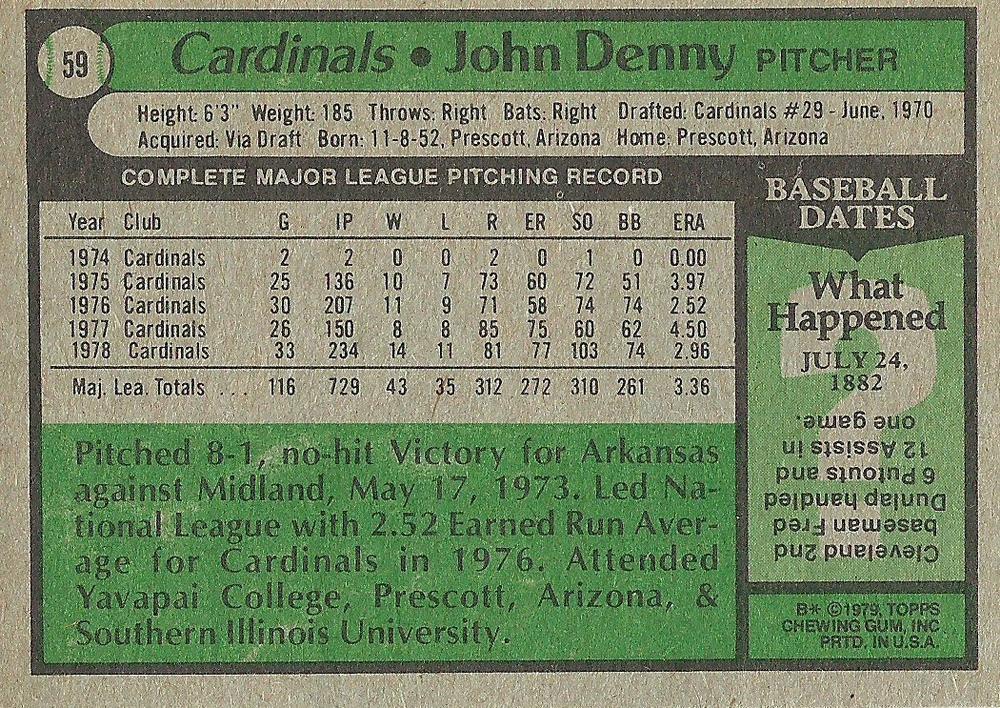 59
Cardinals • John Denny PITCHER
Height: 6'3" Weight: 185 Throws: Right Bats: Right Drafted: Cardinals #29 - June, 1970
Acquired: Via Draft Born: 11-8-52, Prescott, Arizona Home: Prescott, Arizona
COMPLETE MAJOR LEAGUE PITCHING RECORD
Year Club G IP W L R ER SO BB ERA
1974 Cardinals 2 2 0 0 2 0 1 0 0.00
1975 Cardinals 25 136 10 7 73 60 72 51 3.97
1976 Cardinals 30 207 11 9 71 58 74 74 2.52
1977 Cardinals 26 150 8 8 85 75 60 62 4.50
1978 Cardinals 33 234 14 11 81 77 103 74 2.96
Maj. Lea. Totals ... 116 729 43 35 312 272 310 261 3.36
Pitched 8-1, no-hit Victory for Arkansas
against Midland, May 17, 1973. Led Na-
tional League with 2.52 Earned Run Aver-
age for Cardinals in 1976. Attended
Yavapai College, Prescott, Arizona, &
Southern Illinois University.
BASEBALL
DATES
What
Happened
JULY 24,
1882
Cleveland 2nd
baseman Fred
Dunlap handled
6 Putouts and
12 Assists in
one game.
B* ©1979, TOPPS
CHEWING GUM, INC
PRTD. IN U.S.A.